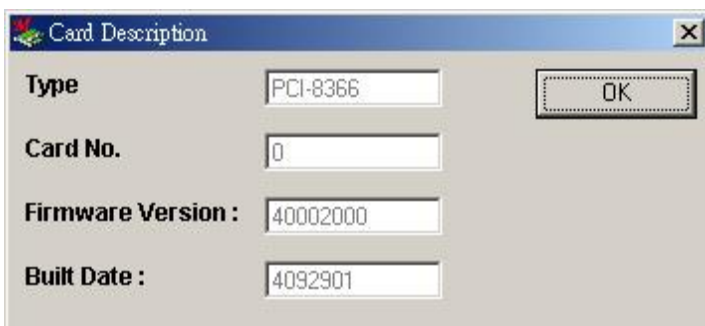 Card Description
Type PCI-8366 OK
Card No. 0
Firmware Version : 40002000
Built Date : 4092901